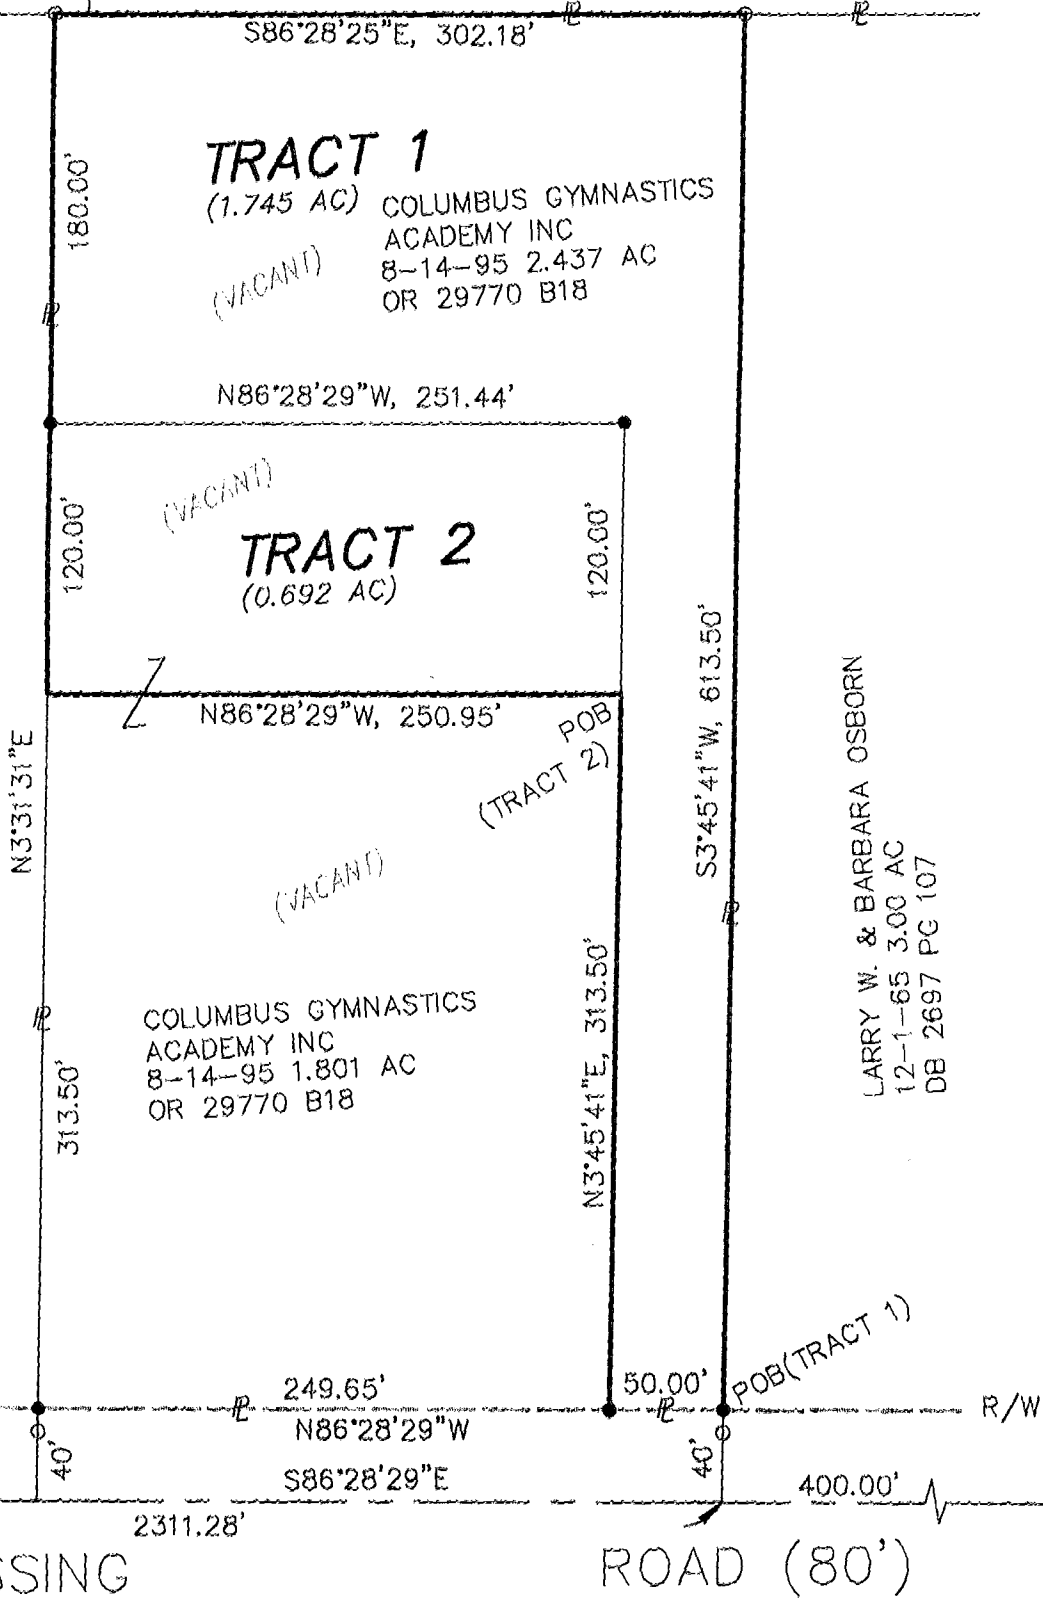 S86°28'25"E, 302.18'
180.00'
TRACT 1
(1.745 AC)
COLUMBUS GYMNASTICS
ACADEMY INC
8-14-95 2.437 AC
OR 29770 B18
(VACANT)
N86°28'29"W, 251.44'
(VACANT)
120.00'
TRACT 2
(0.692 AC)
120.00'
N86°28'29"W, 250.95'
POB
(TRACT 2)
N3°31'31"E
S3°45'41"W, 613.50'
LARRY W. & BARBARA OSBORN
12-1-65 3.00 AC
DB 2697 PG 107
(VACANT)
COLUMBUS GYMNASTICS
ACADEMY INC
8-14-95 1.801 AC
OR 29770 B18
313.50'
N3°45'41"E, 313.50'
POB(TRACT 1)
249.65'
50.00'
N86°28'29"W
R/W
40'
S86°28'29"E
40'
400.00'
2311.28'
SSING
ROAD (80')